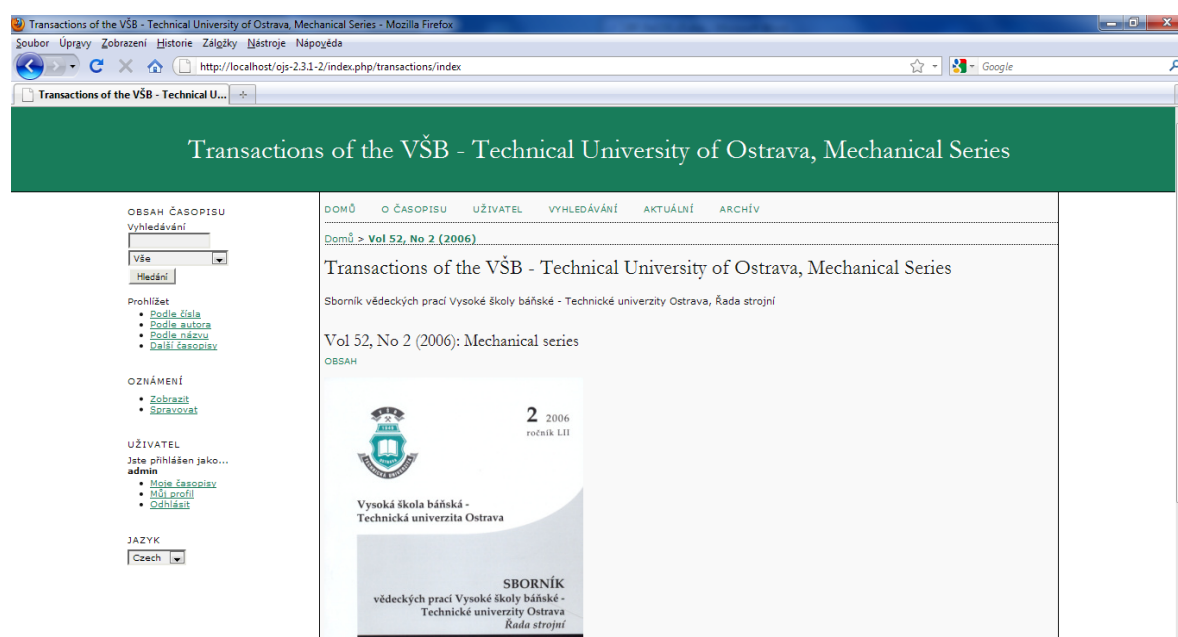 Transactions of the VŠB - Technical University of Ostrava, Mechanical Series - Mozilla Firefox
Soubor Úpravy Zobrazení Historie Záložky Nástroje Nápověda
http://localhost/ojs-2.3.1-2/index.php/transactions/index
Google
Transactions of the VŠB - Technical U...
Transactions of the VŠB - Technical University of Ostrava, Mechanical Series
OBSAH ČASOPISU
Vyhledávání
Vše
Hledání
Prohlížet
Podle čísla
Podle autora
Podle názvu
Další časopisy
OZNÁMENÍ
Zobrazit
Spravovat
UŽIVATEL
Jste přihlášen jako...
admin
Moje časopisy
Můj profil
Odhlásit
JAZYK
Czech
DOMŮ O ČASOPISU UŽIVATEL VYHLEDÁVÁNÍ AKTUÁLNÍ ARCHÍV
Domů > Vol 52, No 2 (2006)
Transactions of the VŠB - Technical University of Ostrava, Mechanical Series
Sborník vědeckých prací Vysoké školy báňské - Technické univerzity Ostrava, Řada strojní
Vol 52, No 2 (2006): Mechanical series
OBSAH
2 2006
ročník LII
Vysoká škola báňská -
Technická univerzita Ostrava
SBORNÍK
vědeckých prací Vysoké školy báňské -
Technické univerzity Ostrava
Řada strojní